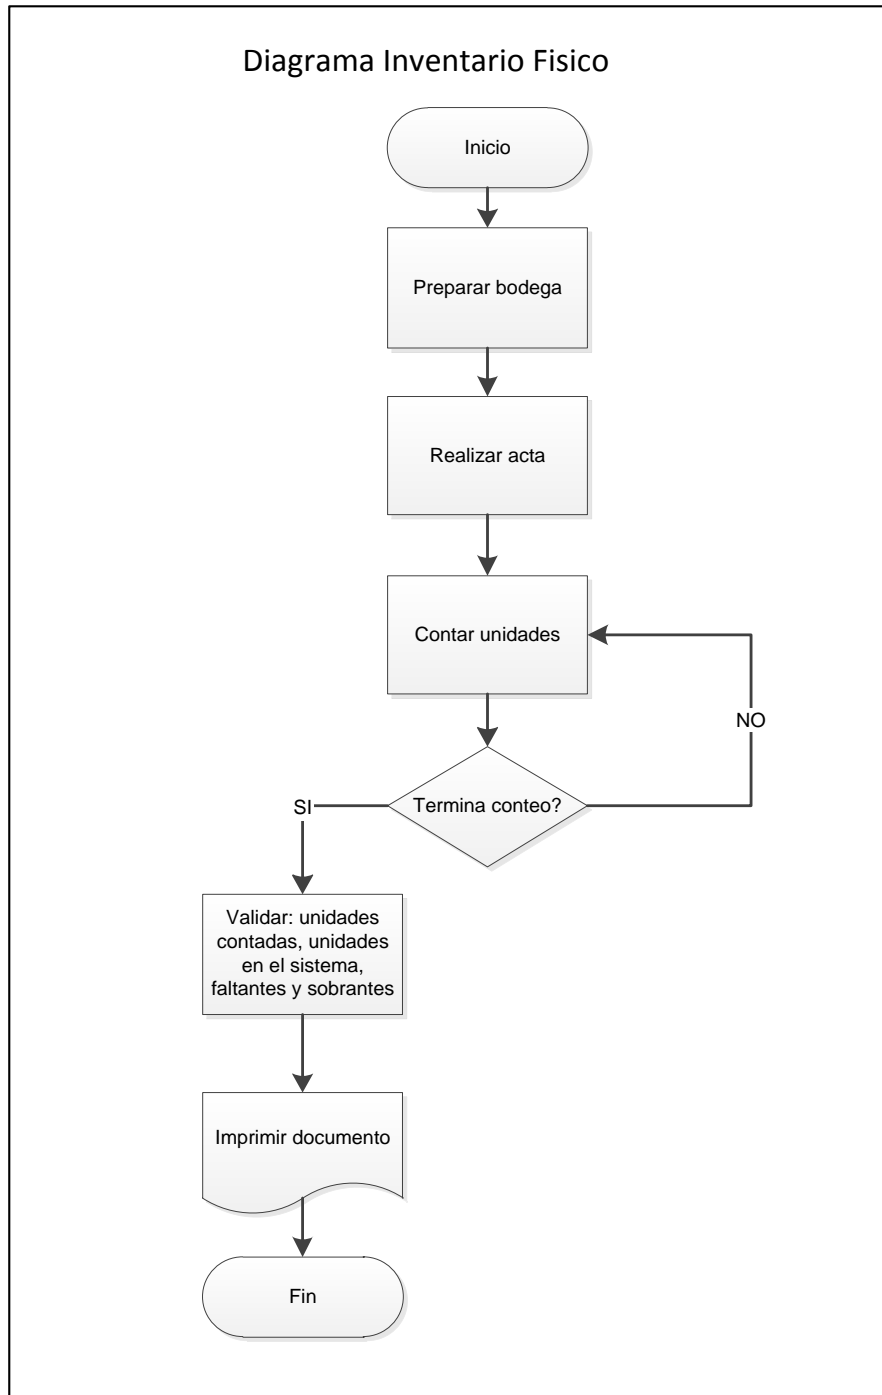 Diagrama Inventario Fisico
Inicio
Preparar bodega
Realizar acta
Contar unidades
NO
Termina conteo?
SI
Validar: unidades
contadas, unidades
en el sistema,
faltantes y sobrantes
Imprimir documento
Fin